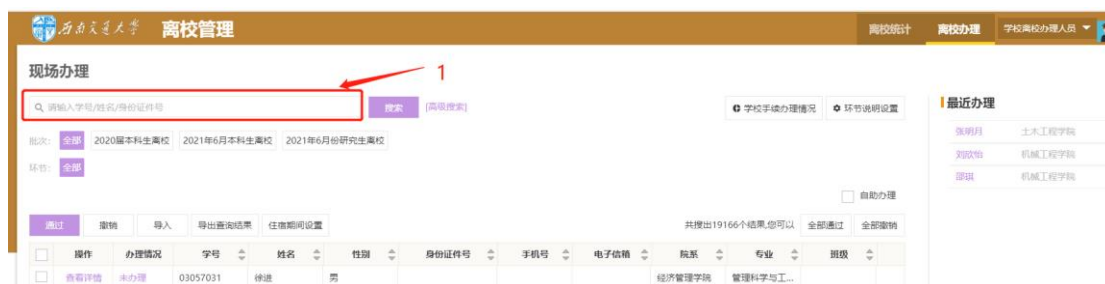 西南交通大学 离校管理 离校统计 离校办理 学校离校办理人员
现场办理 1
请输入学号/姓名/身份证件号 搜索 [高级搜索] 学校手续办理情况 环节说明设置 最近办理
批次: 全部 2020届本科生离校 2021年6月本科生离校 2021年6月份研究生离校 张明月 土木工程学院
环节: 全部 刘欣怡 机械工程学院
邵琪 机械工程学院
自助办理
通过 撤销 导入 导出查询结果 住宿期间设置 共搜出19166个结果,您可以 全部通过 全部撤销
操作 办理情况 学号 姓名 性别 身份证件号 手机号 电子信箱 院系 专业 班级
查看详情 未办理 03057031 徐进 男 经济管理学院 管理科学与工...